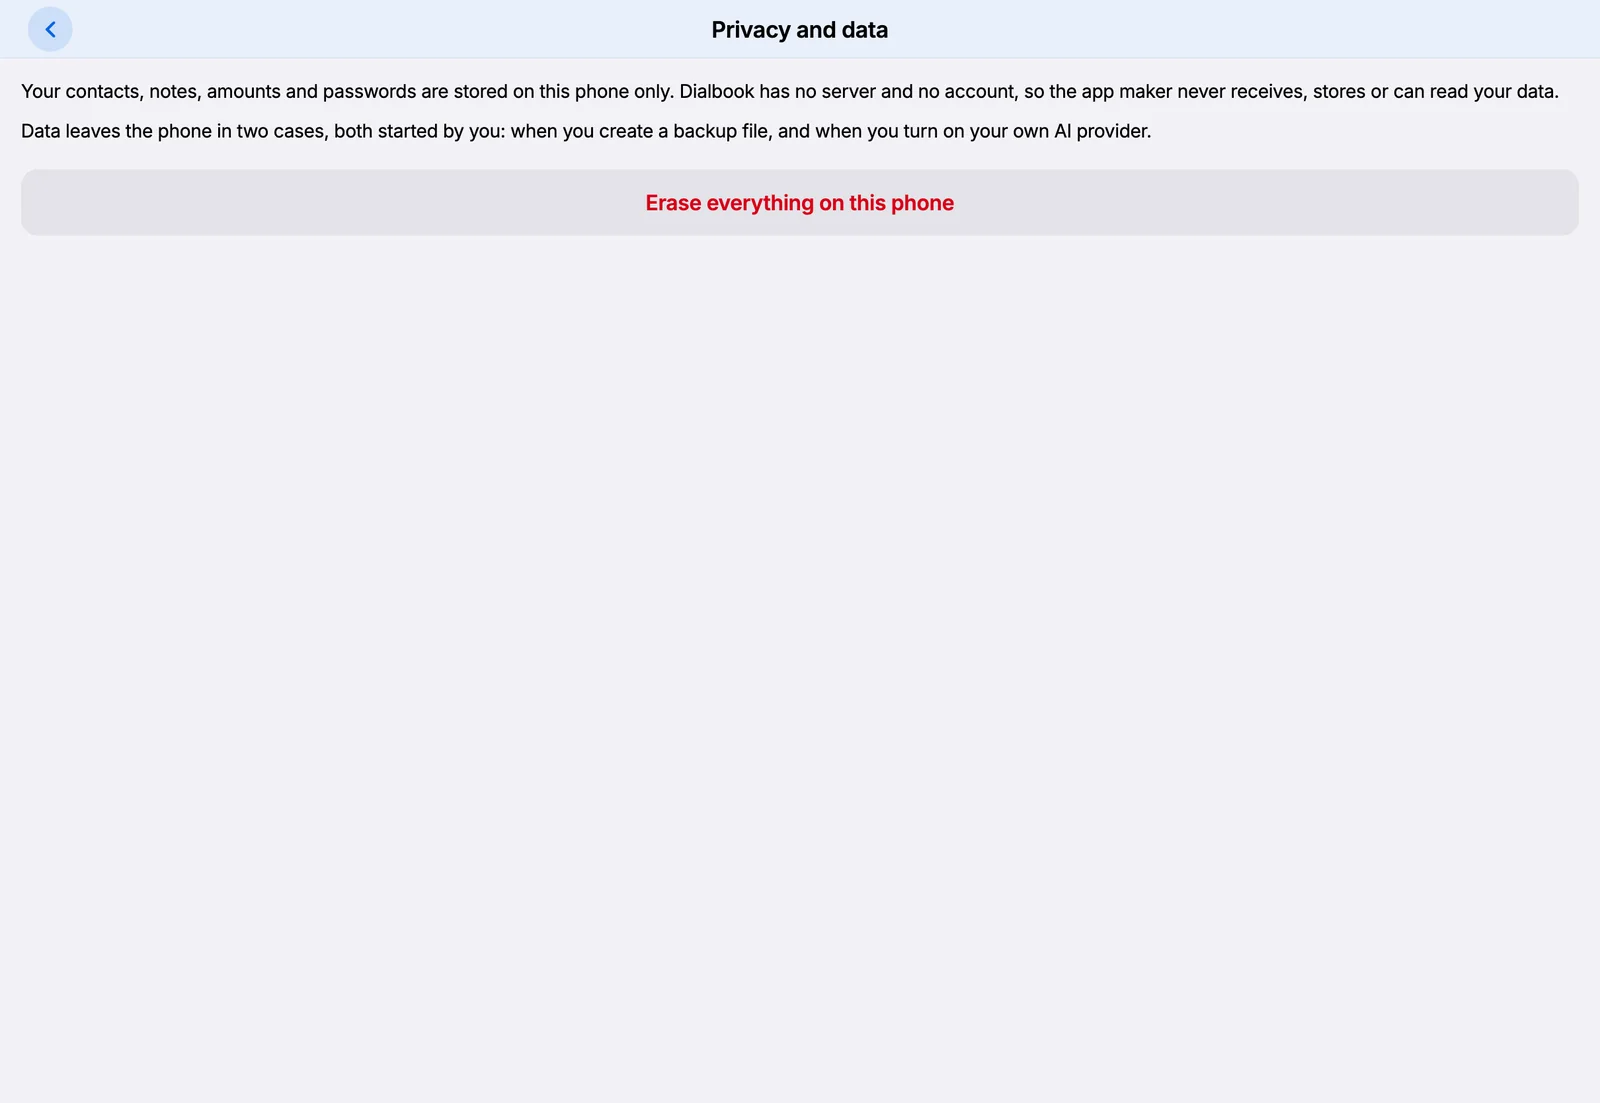 Privacy and data
Your contacts, notes, amounts and passwords are stored on this phone only. Dialbook has no server and no account, so the app maker never receives, stores or can read your data.
Data leaves the phone in two cases, both started by you: when you create a backup file, and when you turn on your own AI provider.
Erase everything on this phone